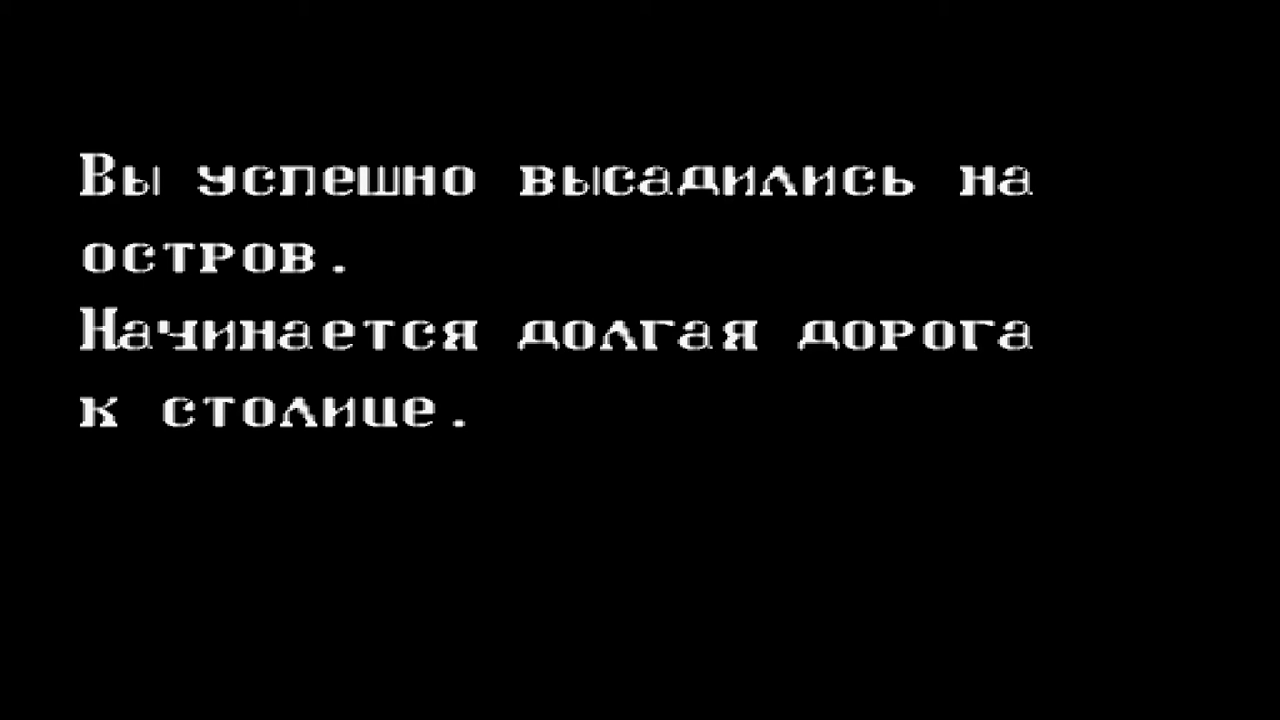 Вы успешно высадились на
остров.
Начинается долгая дорога
к столице.